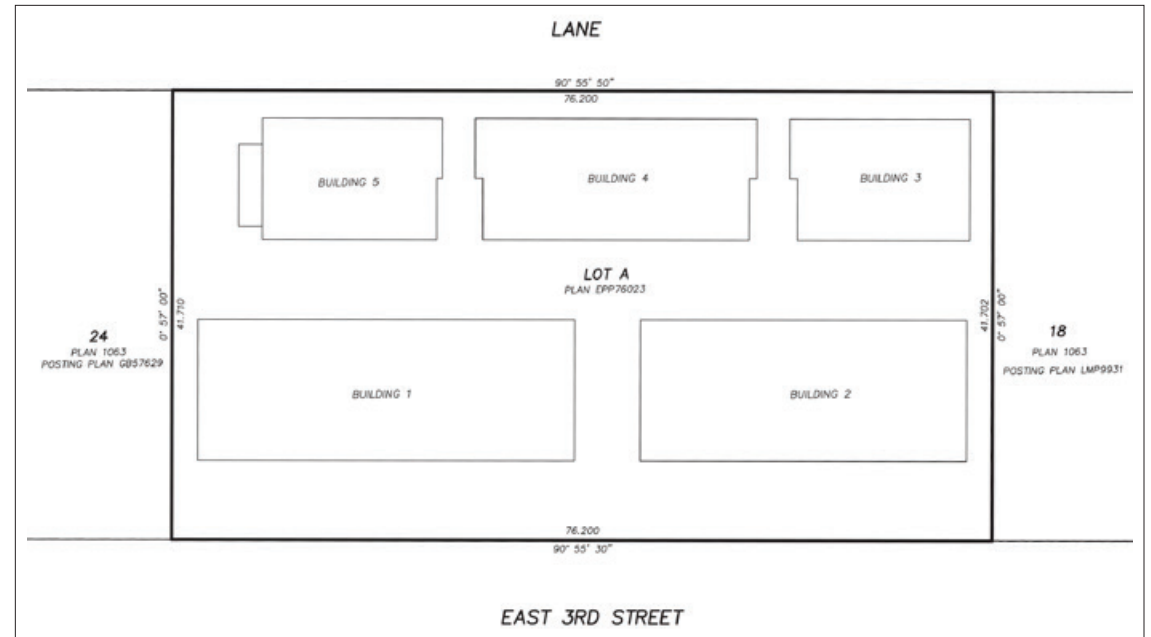 LANE
90° 55' 50"
76.200
BUILDING 5
BUILDING 4
BUILDING 3
LOT A
PLAN EPP76023
0° 57' 00"
41.710
41.702
0° 57' 00"
24
PLAN 1063
POSTING PLAN GB57629
18
PLAN 1063
POSTING PLAN LMP9931
BUILDING 1
BUILDING 2
76.200
90° 55' 30"
EAST 3RD STREET